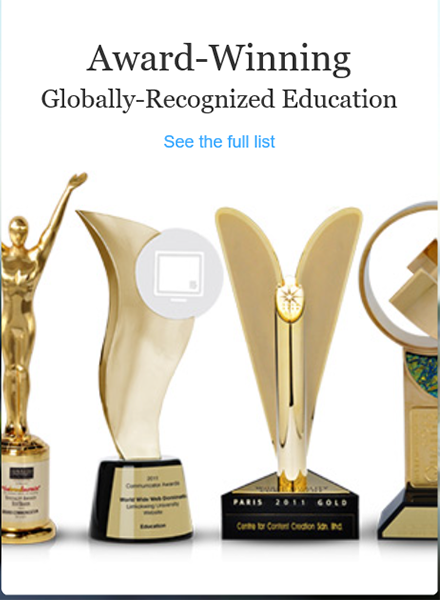 Award-Winning
Globally-Recognized Education
See the full list
2011
Communicator Awards
World Wide Web Distinction
Limkokwing University
Website
Education
PARIS 2011 GOLD
Centre for Content Creation Sdn. Bhd.